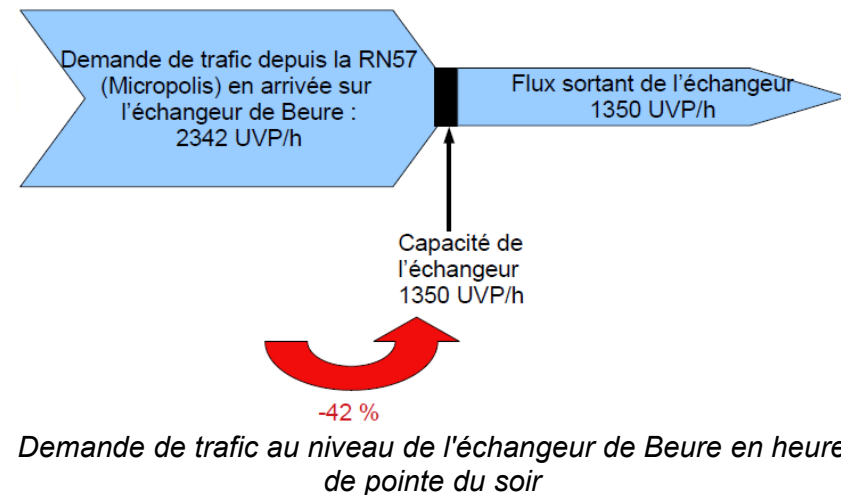 Demande de trafic depuis la RN57
(Micropolis) en arrivée sur
l'échangeur de Beure :
2342 UVP/h
Flux sortant de l'échangeur
1350 UVP/h
Capacité de
l'échangeur
1350 UVP/h
-42 %
Demande de trafic au niveau de l'échangeur de Beure en heure
de pointe du soir